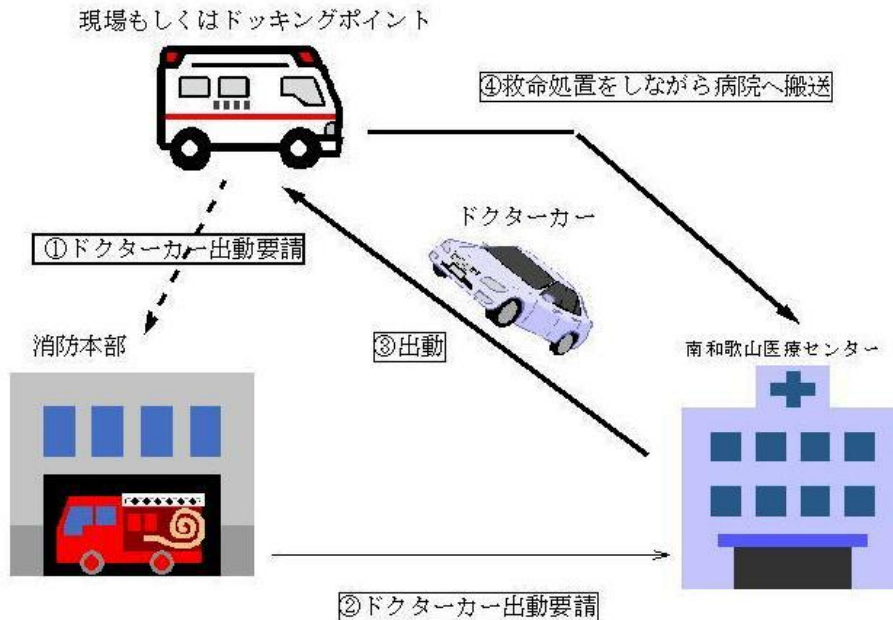 現場もしくはドッキングポイント
④救命処置をしながら病院へ搬送
ドクターカー
①ドクターカー出動要請
③出動
消防本部
南和歌山医療センター
②ドクターカー出動要請